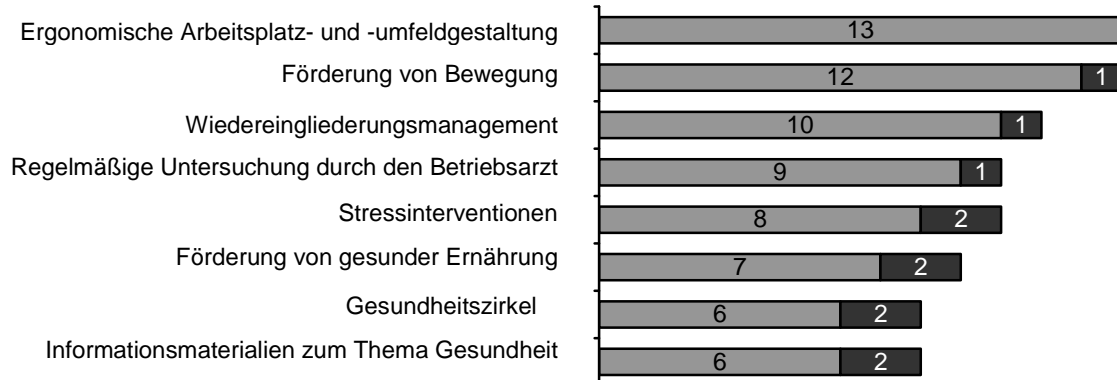 Ergonomische Arbeitsplatz- und -umfeldgestaltung 13
Förderung von Bewegung 12 1
Wiedereingliederungsmanagement 10 1
Regelmäßige Untersuchung durch den Betriebsarzt 9 1
Stressinterventionen 8 2
Förderung von gesunder Ernährung 7 2
Gesundheitszirkel 6 2
Informationsmaterialien zum Thema Gesundheit 6 2